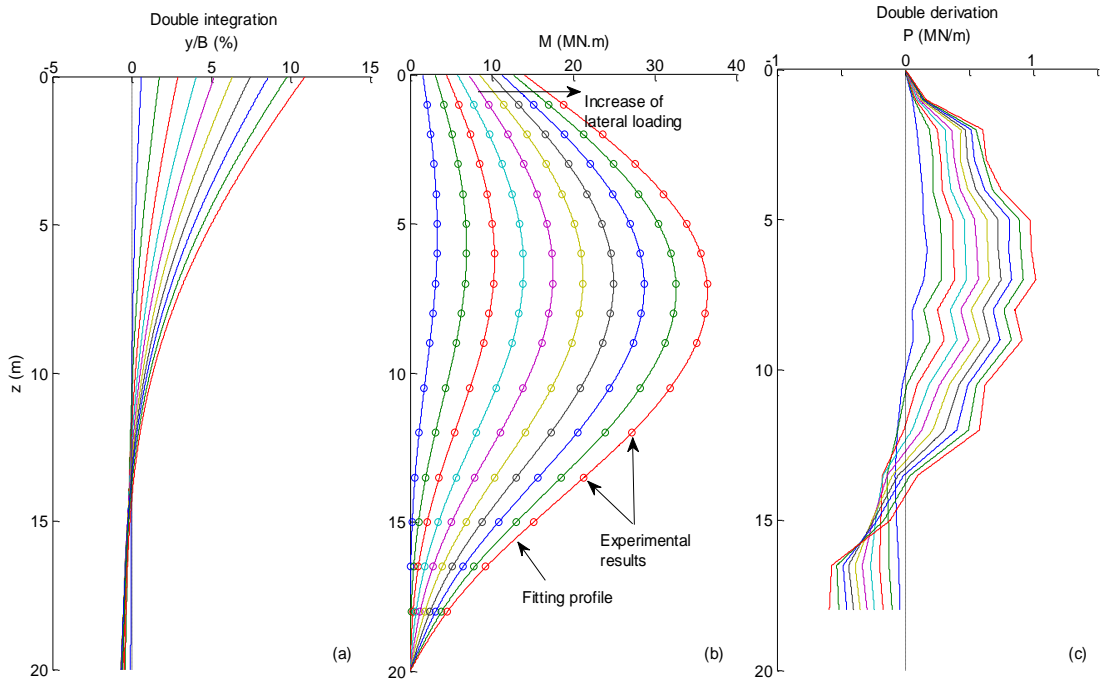 Double integration
y/B (%)
-5 0 5 10 15
0
5
10
15
20
z (m)
(a)
M (MN.m)
0 10 20 30 40
0
5
10
15
20
Increase of
lateral loading
Experimental
results
Fitting profile
(b)
Double derivation
P (MN/m)
-1 0 1
0
5
10
15
20
(c)